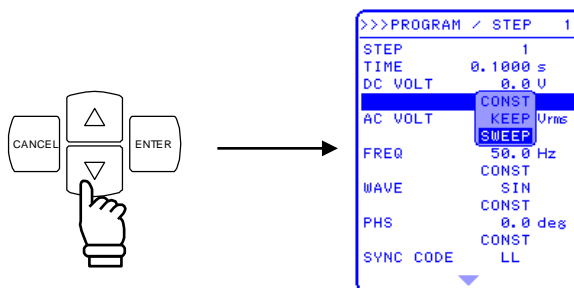 CANCEL
ENTER
>>>PROGRAM / STEP 1
STEP 1
TIME 0.1000 s
DC VOLT 0.0 V
CONST
AC VOLT KEEP Vrms
SWEEP
FREQ 50.0 Hz
CONST
WAVE SIN
CONST
PHS 0.0 deg
CONST
SYNC CODE LL